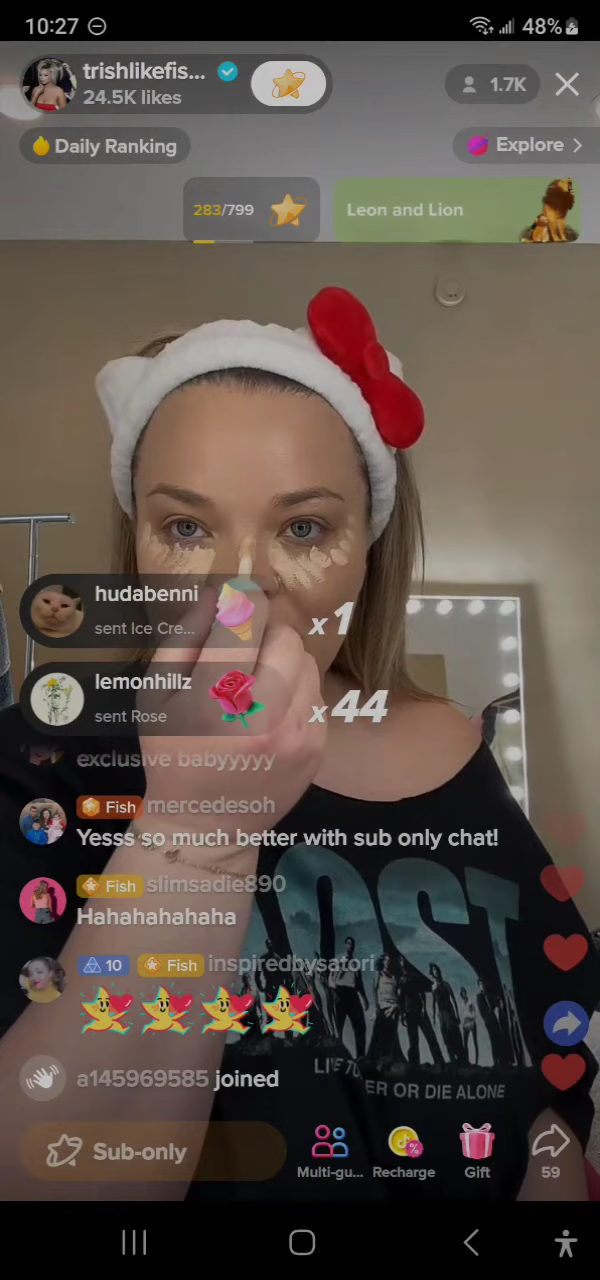 10:27
48%
trishlikefis...
24.5K likes
1.7K
Daily Ranking
Explore >
283/799
Leon and Lion
hudabenni
sent Ice Cre...
x1
lemonhillz
sent Rose
x44
exclusive babyyyyy
Fish mercedesoh
Yesss so much better with sub only chat!
Fish slimsadie890
Hahahahahaha
10 Fish inspiredbysatori
LOST
LIVE TO
ER OR DIE ALONE
a145969585 joined
Sub-only
Multi-gu...
Recharge
Gift
59